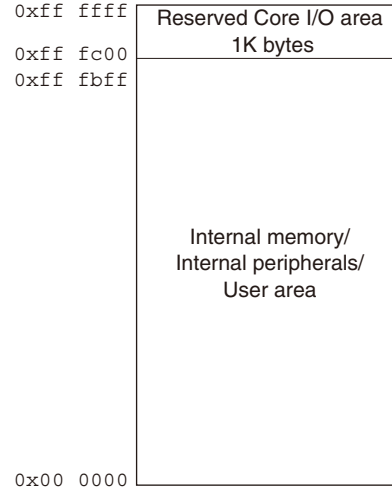 0xff ffff
Reserved Core I/O area
1K bytes
0xff fc00
0xff fbff
Internal memory/
Internal peripherals/
User area
0x00 0000